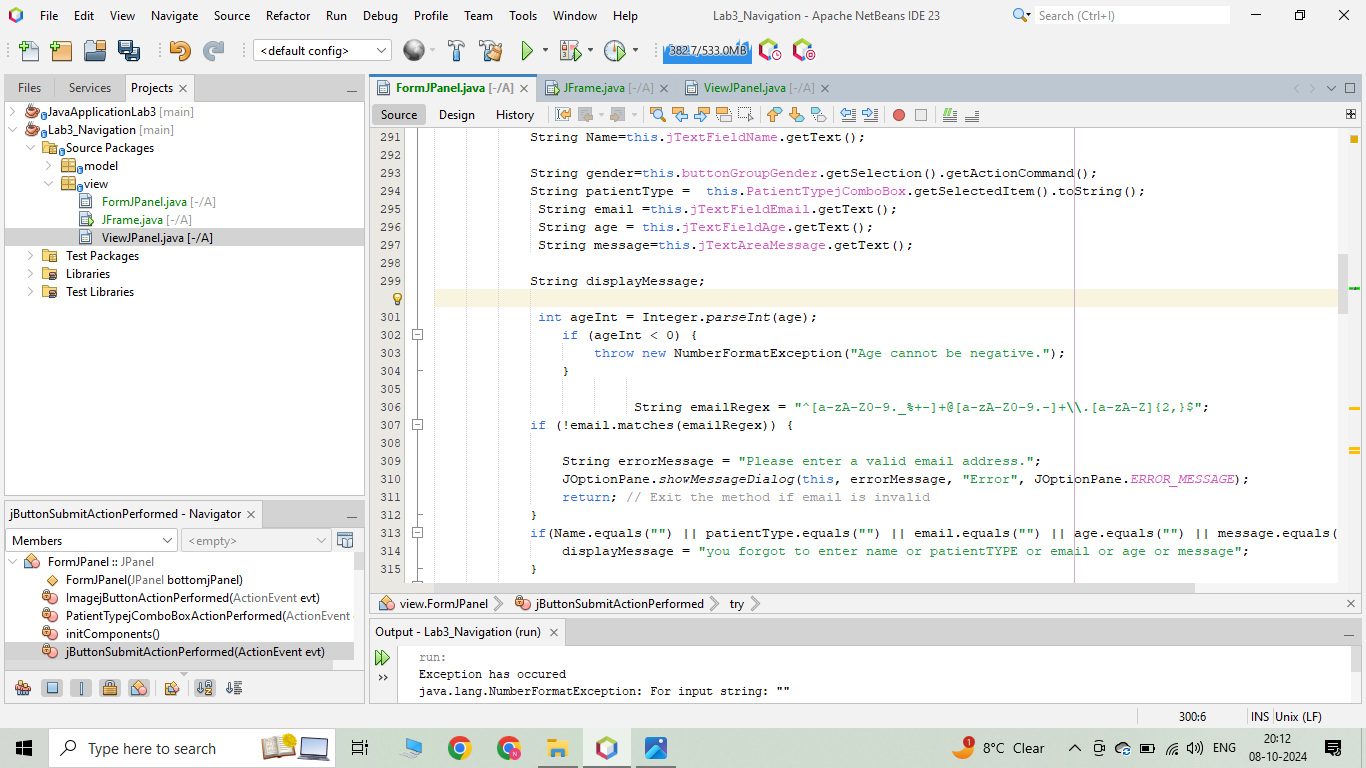 File Edit View Navigate Source Refactor Run Debug Profile Team Tools Window Help Lab3_Navigation - Apache NetBeans IDE 23 Search (Ctrl+I)
<default config> 382.7/533.0MB
Files Services Projects
FormJPanel.java [-/A] JFrame.java [-/A] ViewJPanel.java [-/A]
Source Design History
JavaApplicationLab3 [main]
Lab3_Navigation [main]
Source Packages
model
view
FormJPanel.java [-/A]
JFrame.java [-/A]
ViewJPanel.java [-/A]
Test Packages
Libraries
Test Libraries
291 String Name=this.jTextFieldName.getText();
292
293 String gender=this.buttonGroupGender.getSelection().getActionCommand();
294 String patientType = this.PatientTypejComboBox.getSelectedItem().toString();
295 String email =this.jTextFieldEmail.getText();
296 String age = this.jTextFieldAge.getText();
297 String message=this.jTextAreaMessage.getText();
298
299 String displayMessage;
301 int ageInt = Integer.parseInt(age);
302 if (ageInt < 0) {
303 throw new NumberFormatException("Age cannot be negative.");
304 }
305
306 String emailRegex = "^[a-zA-Z0-9._%+-]+@[a-zA-Z0-9.-]+\\.[a-zA-Z]{2,}$";
307 if (!email.matches(emailRegex)) {
308
309 String errorMessage = "Please enter a valid email address.";
310 JOptionPane.showMessageDialog(this, errorMessage, "Error", JOptionPane.ERROR_MESSAGE);
311 return; // Exit the method if email is invalid
312 }
313 if(Name.equals("") || patientType.equals("") || email.equals("") || age.equals("") || message.equals(
314 displayMessage = "you forgot to enter name or patientTYPE or email or age or message";
315 }
view.FormJPanel jButtonSubmitActionPerformed try
jButtonSubmitActionPerformed - Navigator
Members <empty>
FormJPanel :: JPanel
FormJPanel(JPanel bottomjPanel)
ImagejButtonActionPerformed(ActionEvent evt)
PatientTypejComboBoxActionPerformed(ActionEvent
initComponents()
jButtonSubmitActionPerformed(ActionEvent evt)
Output - Lab3_Navigation (run)
run:
Exception has occured
java.lang.NumberFormatException: For input string: ""
300:6 INS Unix (LF)
Type here to search 1 8°C Clear ENG 20:12
08-10-2024